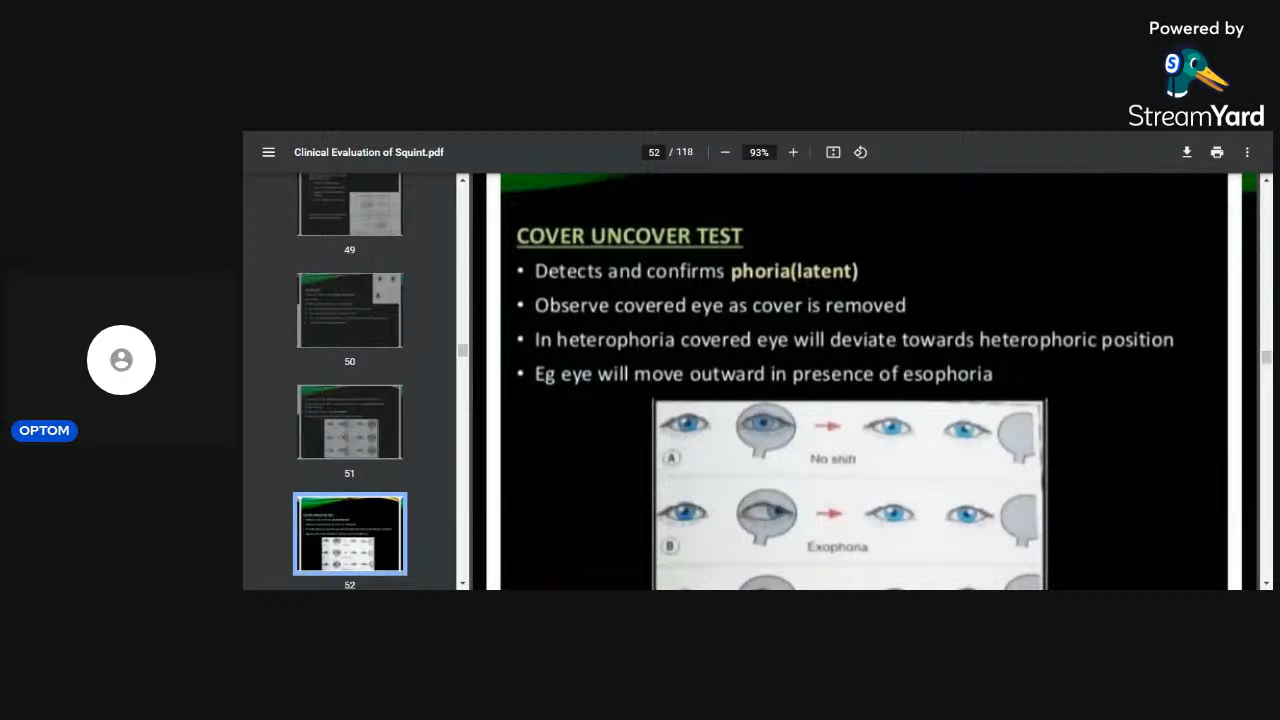 Powered by
StreamYard
Clinical Evaluation of Squint.pdf
52 / 118
93%
49
50
51
52
COVER UNCOVER TEST
• Detects and confirms phoria(latent)
• Observe covered eye as cover is removed
• In heterophoria covered eye will deviate towards heterophoric position
• Eg eye will move outward in presence of esophoria
A
No shift
B
Exophoria
OPTOM